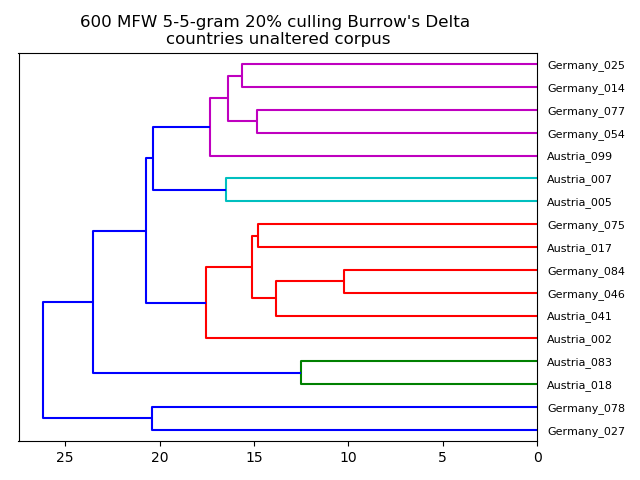 600 MFW 5-5-gram 20% culling Burrow's Delta
countries unaltered corpus
Germany_025
Germany_014
Germany_077
Germany_054
Austria_099
Austria_007
Austria_005
Germany_075
Austria_017
Germany_084
Germany_046
Austria_041
Austria_002
Austria_083
Austria_018
Germany_078
Germany_027
25 20 15 10 5 0